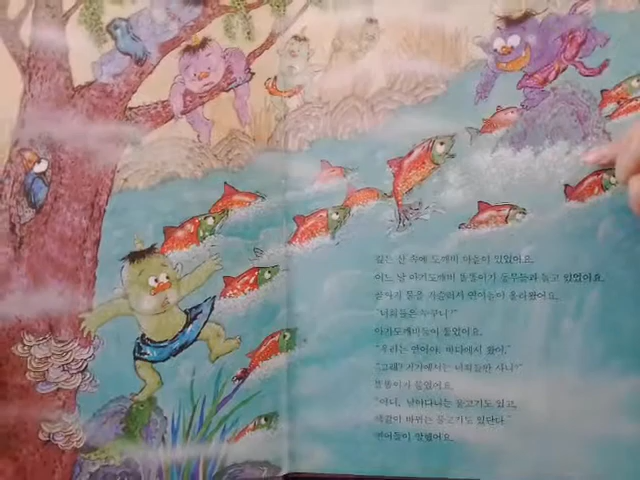 깊은 산 속에 도깨비 마을이 있었어요.
어느 날 아기도깨비 뚱뚱이가 동무들과 놀고 있었어요.
골짜기 물을 거슬러서 연어들이 올라왔어요.
"너희들은 누구니?"
아기도깨비들이 물었어요.
"우리는 연어야. 바다에서 왔어."
"그래? 거기에서는 너희들만 사니?"
뚱뚱이가 물었어요.
"아니, 날아다니는 물고기도 있고,
색깔이 바뀌는 물고기도 있단다."
연어들이 말했어요.